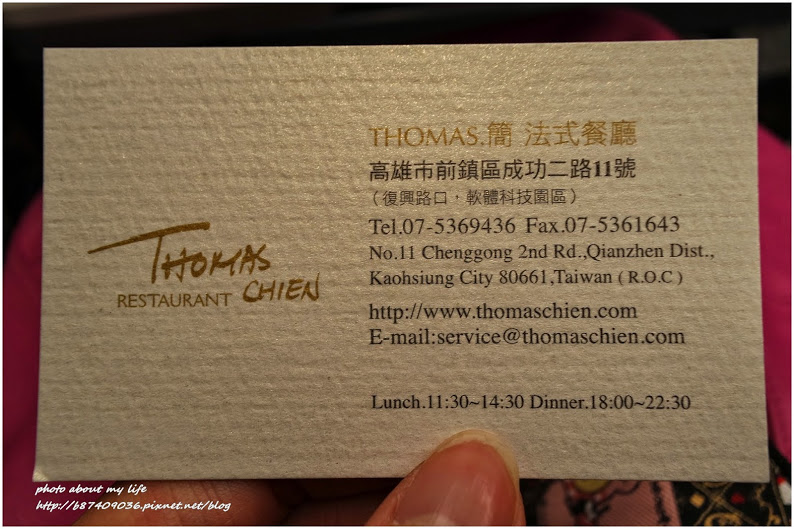 THOMAS
RESTAURANT CHIEN
THOMAS.簡 法式餐廳
高雄市前鎮區成功二路11號
（復興路口，軟體科技園區）
Tel.07-5369436 Fax.07-5361643
No.11 Chenggong 2nd Rd.,Qianzhen Dist.,
Kaohsiung City 80661,Taiwan ( R.O.C )
http://www.thomaschien.com
E-mail:service@thomaschien.com
Lunch.11:30~14:30 Dinner.18:00~22:30
photo about my life
http://b87409036.pixnet.net/blog